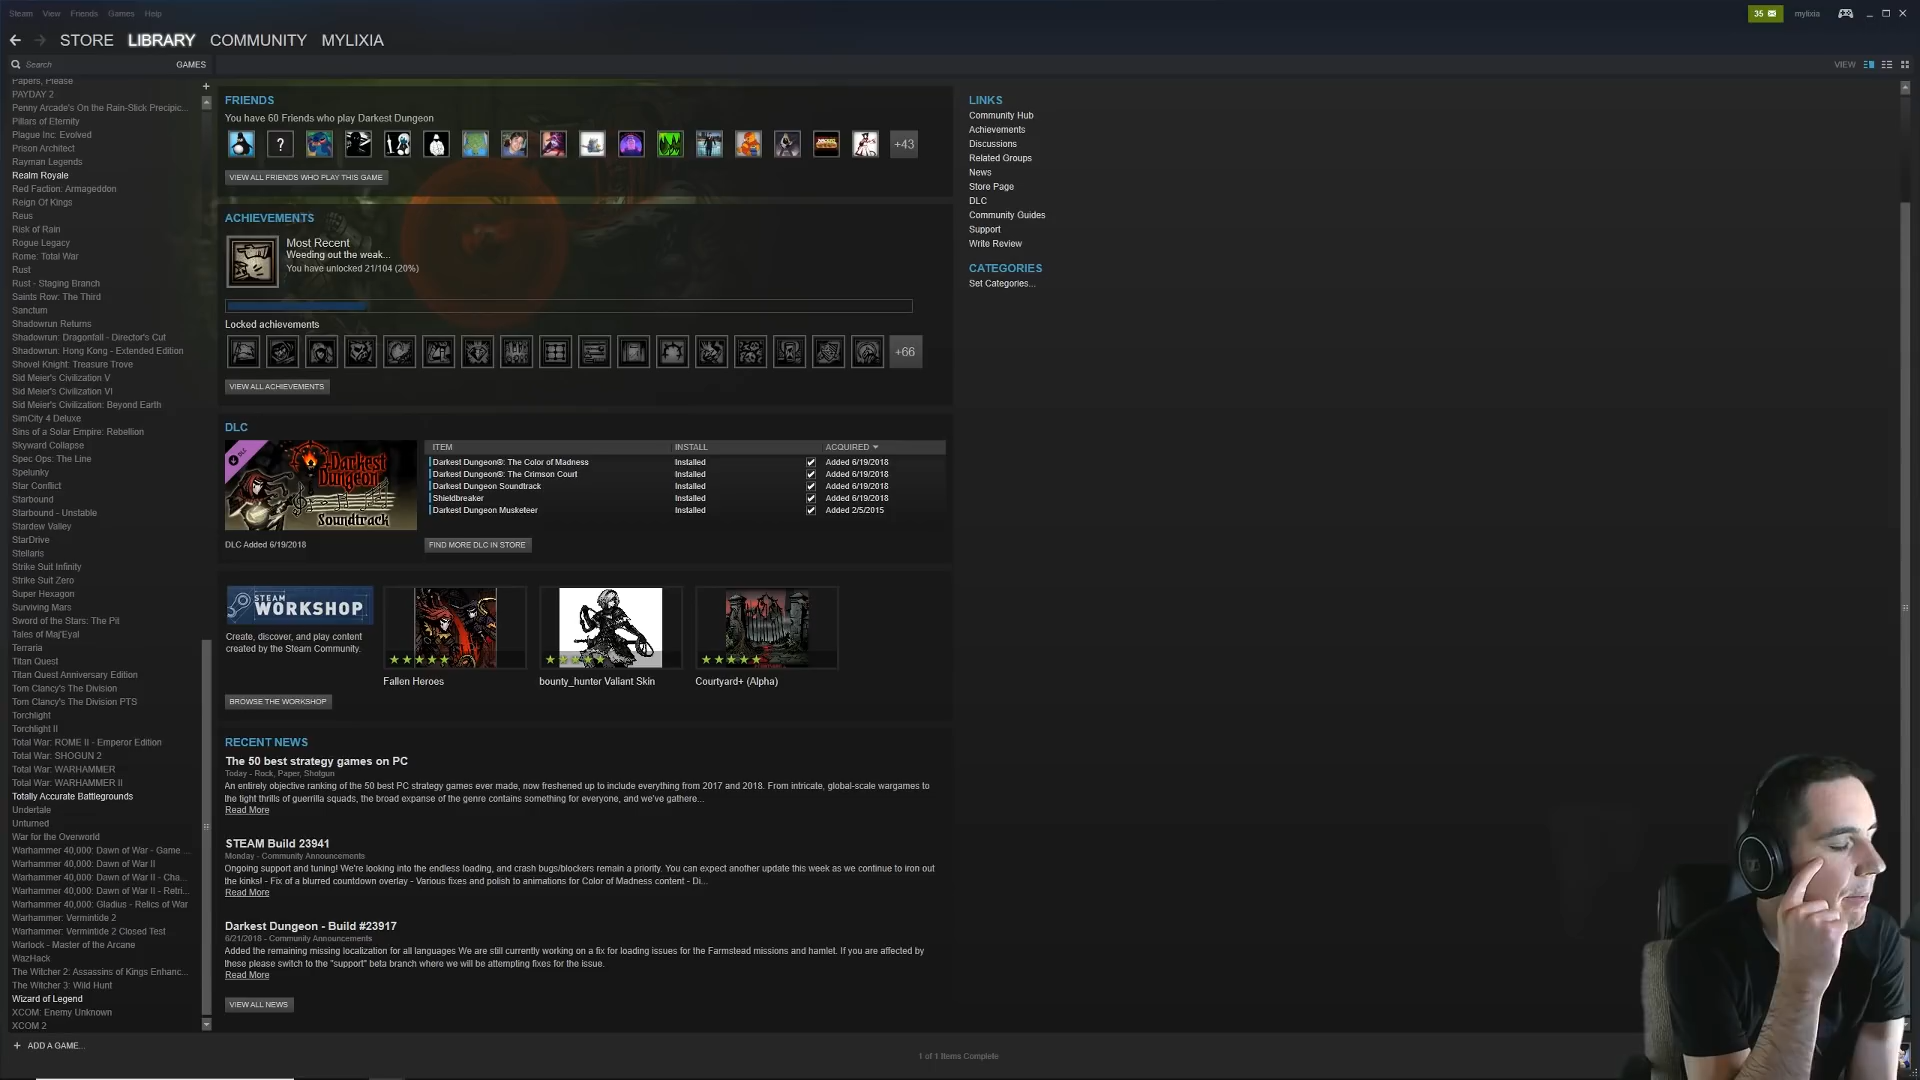 Steam View Friends Games Help
35 mylixia
STORE LIBRARY COMMUNITY MYLIXIA
Search GAMES
VIEW
Papers, Please
PAYDAY 2
Penny Arcade's On the Rain-Slick Precipic...
Pillars of Eternity
Plague Inc: Evolved
Prison Architect
Rayman Legends
Realm Royale
Red Faction: Armageddon
Reign Of Kings
Reus
Risk of Rain
Rogue Legacy
Rome: Total War
Rust
Rust - Staging Branch
Saints Row: The Third
Sanctum
Shadowrun Returns
Shadowrun: Dragonfall - Director's Cut
Shadowrun: Hong Kong - Extended Edition
Shovel Knight: Treasure Trove
Sid Meier's Civilization V
Sid Meier's Civilization VI
Sid Meier's Civilization: Beyond Earth
SimCity 4 Deluxe
Sins of a Solar Empire: Rebellion
Skyward Collapse
Spec Ops: The Line
Spelunky
Star Conflict
Starbound
Starbound - Unstable
Stardew Valley
StarDrive
Stellaris
Strike Suit Infinity
Strike Suit Zero
Super Hexagon
Surviving Mars
Sword of the Stars: The Pit
Tales of Maj'Eyal
Terraria
Titan Quest
Titan Quest Anniversary Edition
Tom Clancy's The Division
Tom Clancy's The Division PTS
Torchlight
Torchlight II
Total War: ROME II - Emperor Edition
Total War: SHOGUN 2
Total War: WARHAMMER
Total War: WARHAMMER II
Totally Accurate Battlegrounds
Undertale
Unturned
War for the Overworld
Warhammer 40,000: Dawn of War - Game ...
Warhammer 40,000: Dawn of War II
Warhammer 40,000: Dawn of War II - Cha...
Warhammer 40,000: Dawn of War II - Retri...
Warhammer 40,000: Gladius - Relics of War
Warhammer: Vermintide 2
Warhammer: Vermintide 2 Closed Test
Warlock - Master of the Arcane
WazHack
The Witcher 2: Assassins of Kings Enhanc...
The Witcher 3: Wild Hunt
Wizard of Legend
XCOM: Enemy Unknown
XCOM 2
+ ADD A GAME...
FRIENDS
You have 60 Friends who play Darkest Dungeon
?
+43
VIEW ALL FRIENDS WHO PLAY THIS GAME
ACHIEVEMENTS
Most Recent
Weeding out the weak...
You have unlocked 21/104 (20%)
Locked achievements
+66
VIEW ALL ACHIEVEMENTS
DLC
DLC
Darkest Dungeon
Soundtrack
DLC Added 6/19/2018
ITEM INSTALL ACQUIRED
Darkest Dungeon®: The Color of Madness Installed Added 6/19/2018
Darkest Dungeon®: The Crimson Court Installed Added 6/19/2018
Darkest Dungeon Soundtrack Installed Added 6/19/2018
Shieldbreaker Installed Added 6/19/2018
Darkest Dungeon Musketeer Installed Added 2/5/2015
FIND MORE DLC IN STORE
STEAM WORKSHOP
Create, discover, and play content
created by the Steam Community.
BROWSE THE WORKSHOP
Fallen Heroes
bounty_hunter Valiant Skin
Courtyard+ (Alpha)
RECENT NEWS
The 50 best strategy games on PC
Today - Rock, Paper, Shotgun
An entirely objective ranking of the 50 best PC strategy games ever made, now freshened up to include everything from 2017 and 2018. From intricate, global-scale wargames to
the tight thrills of guerrilla squads, the broad expanse of the genre contains something for everyone, and we've gathere...
Read More
STEAM Build 23941
Monday - Community Announcements
Ongoing support and tuning! We're looking into the endless loading, and crash bugs/blockers remain a priority. You can expect another update this week as we continue to iron out
the kinks! - Fix of a blurred countdown overlay - Various fixes and polish to animations for Color of Madness content - Di...
Read More
Darkest Dungeon - Build #23917
6/21/2018 - Community Announcements
Added the remaining missing localization for all languages We are still currently working on a fix for loading issues for the Farmstead missions and hamlet. If you are affected by
these please switch to the "support" beta branch where we will be attempting fixes for the issue.
Read More
VIEW ALL NEWS
LINKS
Community Hub
Achievements
Discussions
Related Groups
News
Store Page
DLC
Community Guides
Support
Write Review
CATEGORIES
Set Categories...
1 of 1 Items Complete